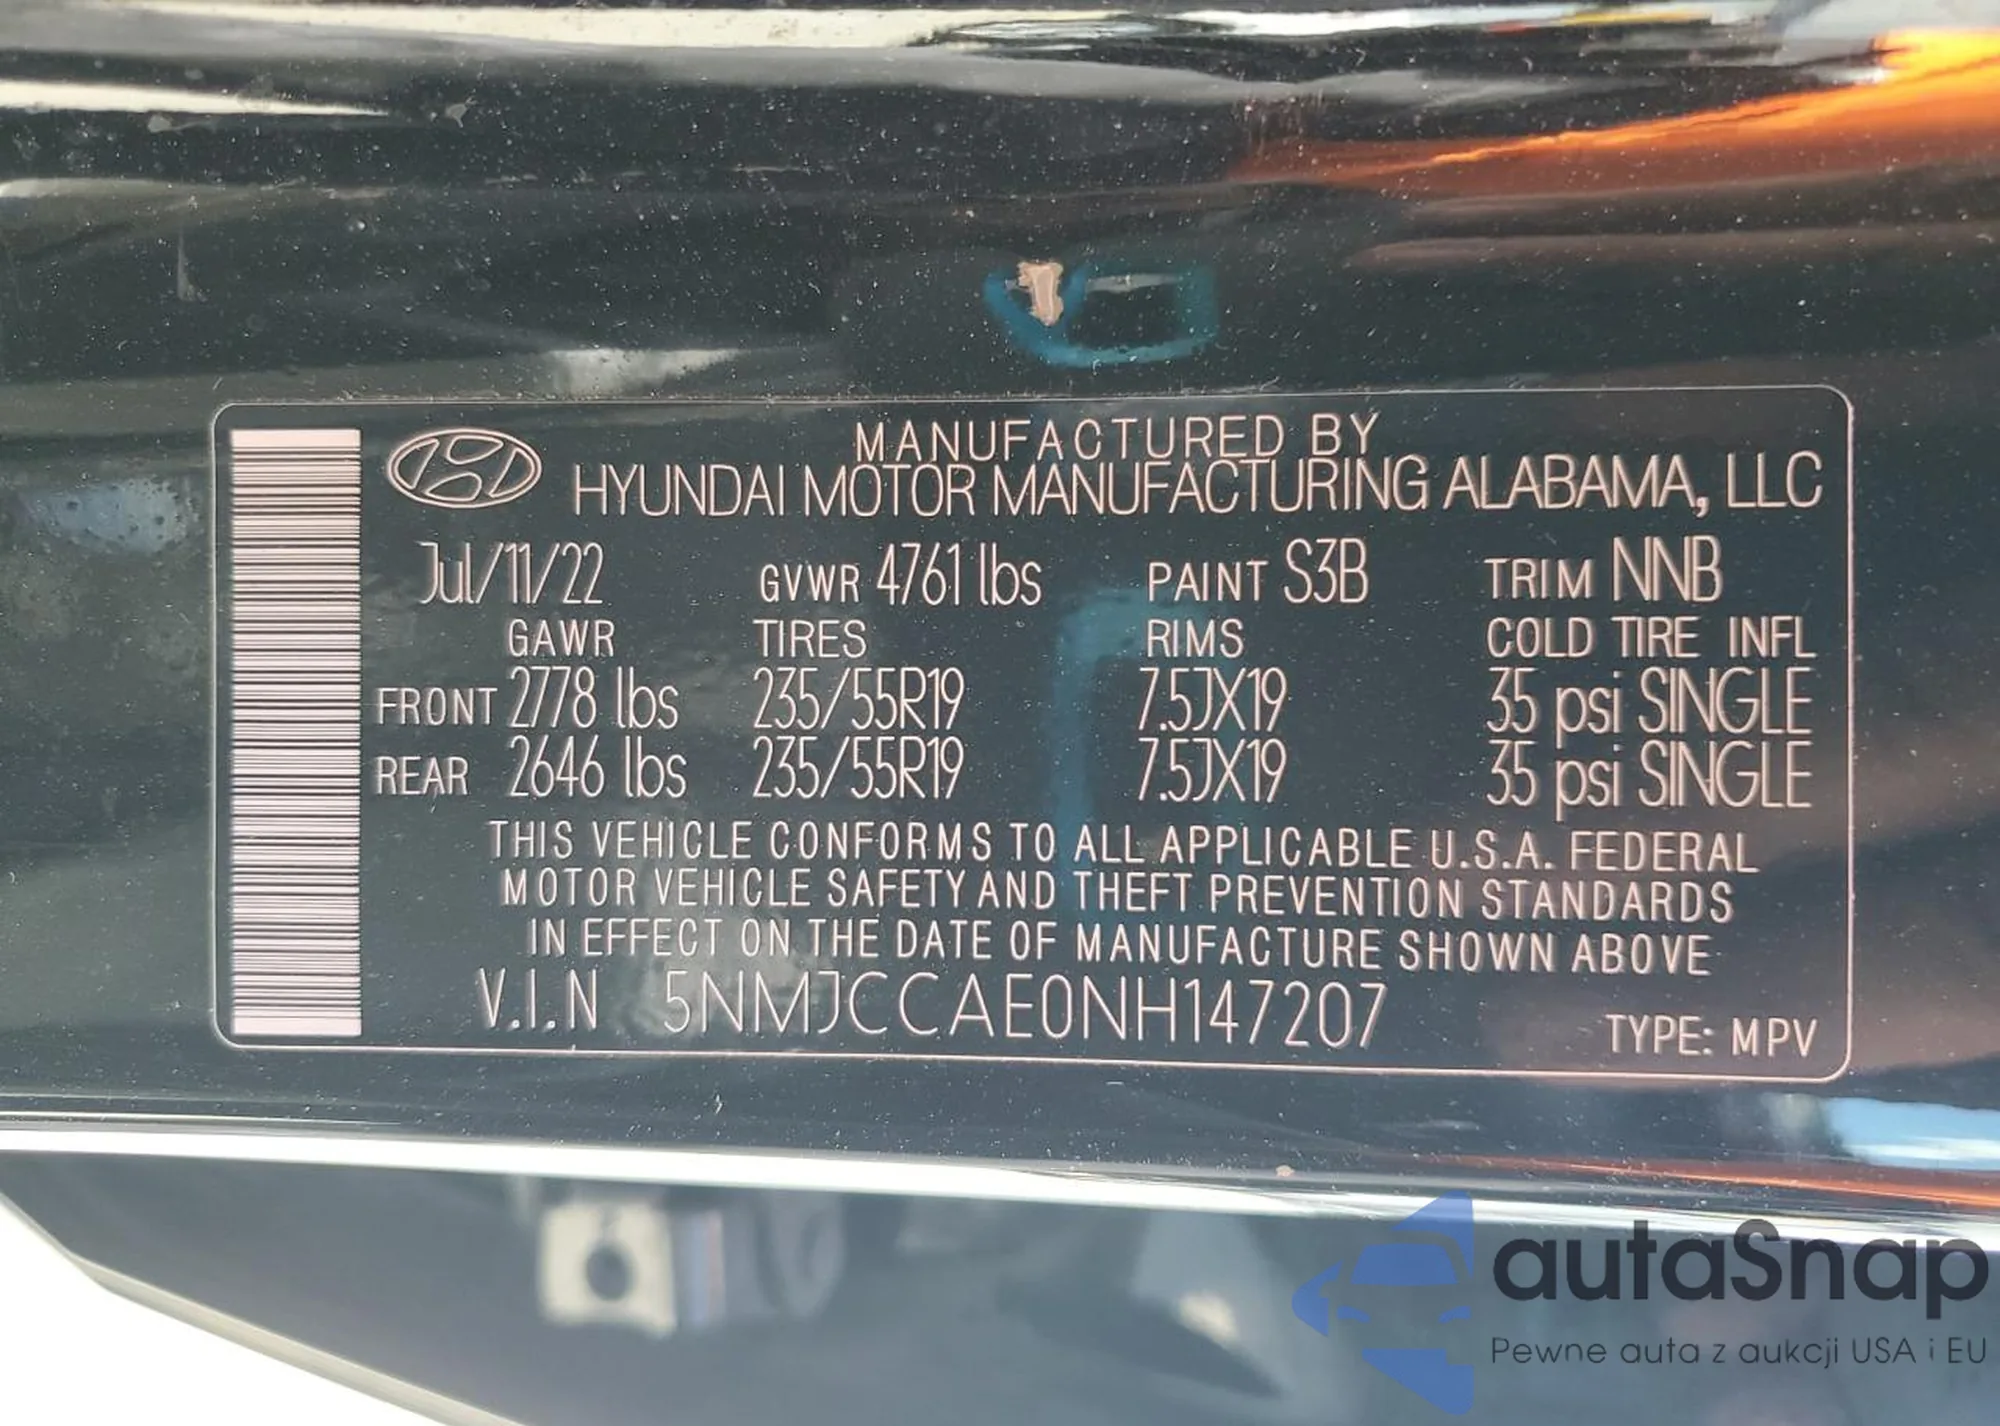 MANUFACTURED BY
HYUNDAI MOTOR MANUFACTURING ALABAMA, LLC
Jul/11/22 GVWR 4761 lbs PAINT S3B TRIM NNB
GAWR TIRES RIMS COLD TIRE INFL
FRONT 2778 lbs 235/55R19 7.5JX19 35 psi SINGLE
REAR 2646 lbs 235/55R19 7.5JX19 35 psi SINGLE
THIS VEHICLE CONFORMS TO ALL APPLICABLE U.S.A. FEDERAL
MOTOR VEHICLE SAFETY AND THEFT PREVENTION STANDARDS
IN EFFECT ON THE DATE OF MANUFACTURE SHOWN ABOVE
V.I.N 5NMJCCAE0NH147207
TYPE: MPV
autaSnap
Pewne auta z aukcji USA i EU